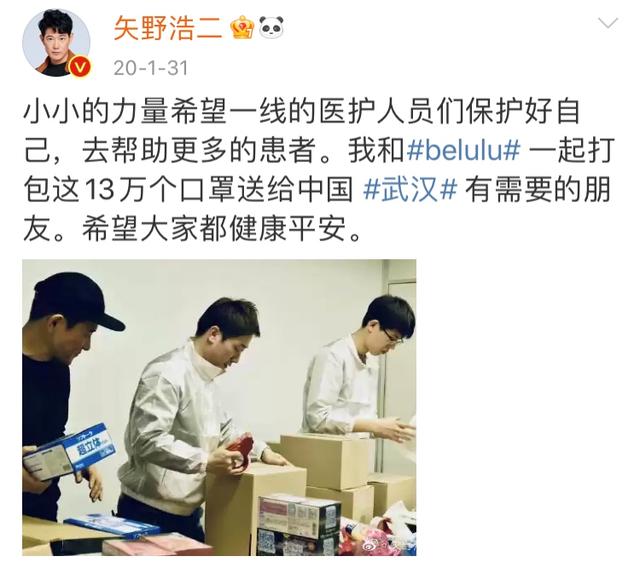 矢野浩二
20-1-31
小小的力量希望一线的医护人员们保护好自
己，去帮助更多的患者。我和#belulu# 一起打
包这13万个口罩送给中国 #武汉# 有需要的朋
友。希望大家都健康平安。
超立体